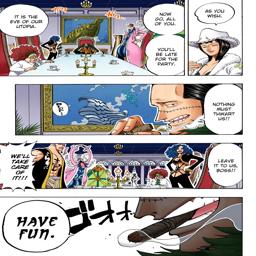 IT IS THE
EVE OF OUR
UTOPIA.
NOW GO,
ALL OF
YOU.
YOU'LL
BE LATE
FOR THE
PARTY.
AS YOU
WISH.
NOTHING
MUST
THWART
US!!
WE'LL
TAKE
CARE OF
IT!!!
LEAVE
IT TO US,
BOSS!!
HAVE
FUN.
ゴオオオ